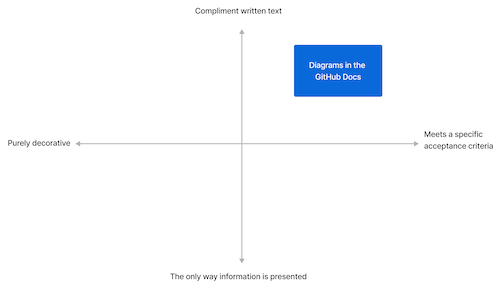 Compliment written text
Diagrams in the
GitHub Docs
Purely decorative
Meets a specific
acceptance criteria
The only way information is presented